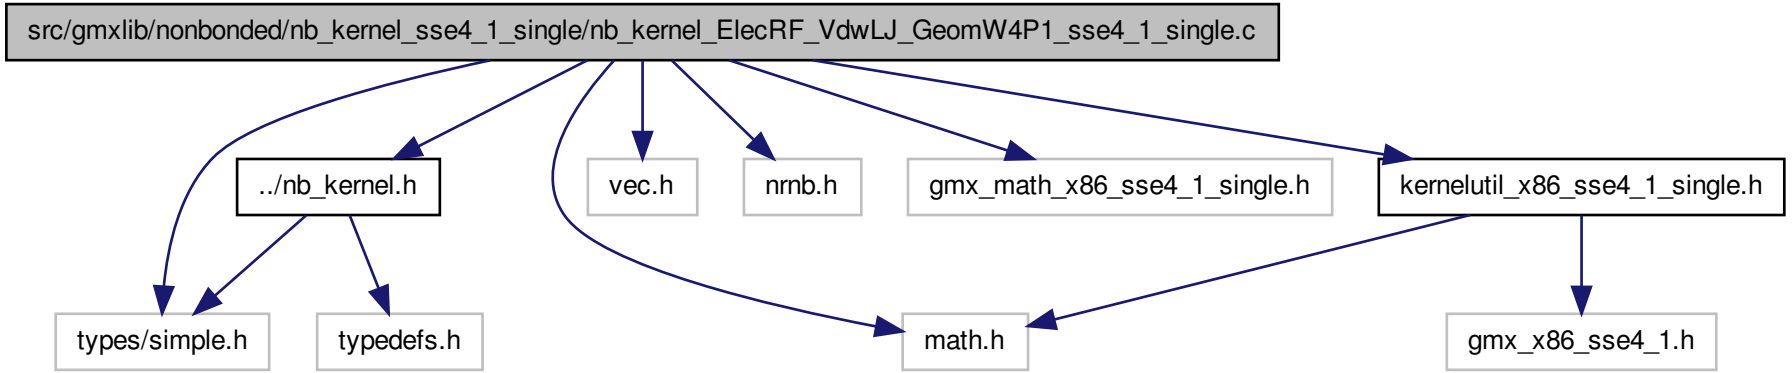 src/gmxlib/nonbonded/nb_kernel_sse4_1_single/nb_kernel_ElecRF_VdwLJ_GeomW4P1_sse4_1_single.c
../nb_kernel.h
vec.h
nrnb.h
gmx_math_x86_sse4_1_single.h
kernelutil_x86_sse4_1_single.h
types/simple.h
typedefs.h
math.h
gmx_x86_sse4_1.h